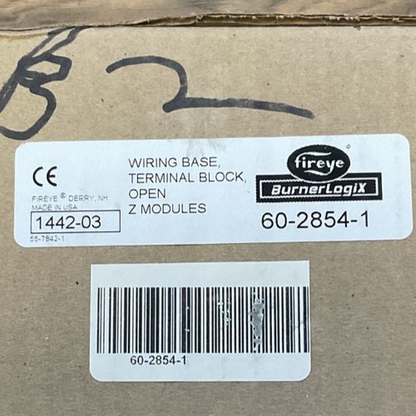 B 2
WIRING BASE,
TERMINAL BLOCK,
OPEN
Z MODULES
fireye®
BurnerLogiX
60-2854-1
CE
FIREYE® DERRY, NH
MADE IN USA
1442-03
55-7842-1
60-2854-1